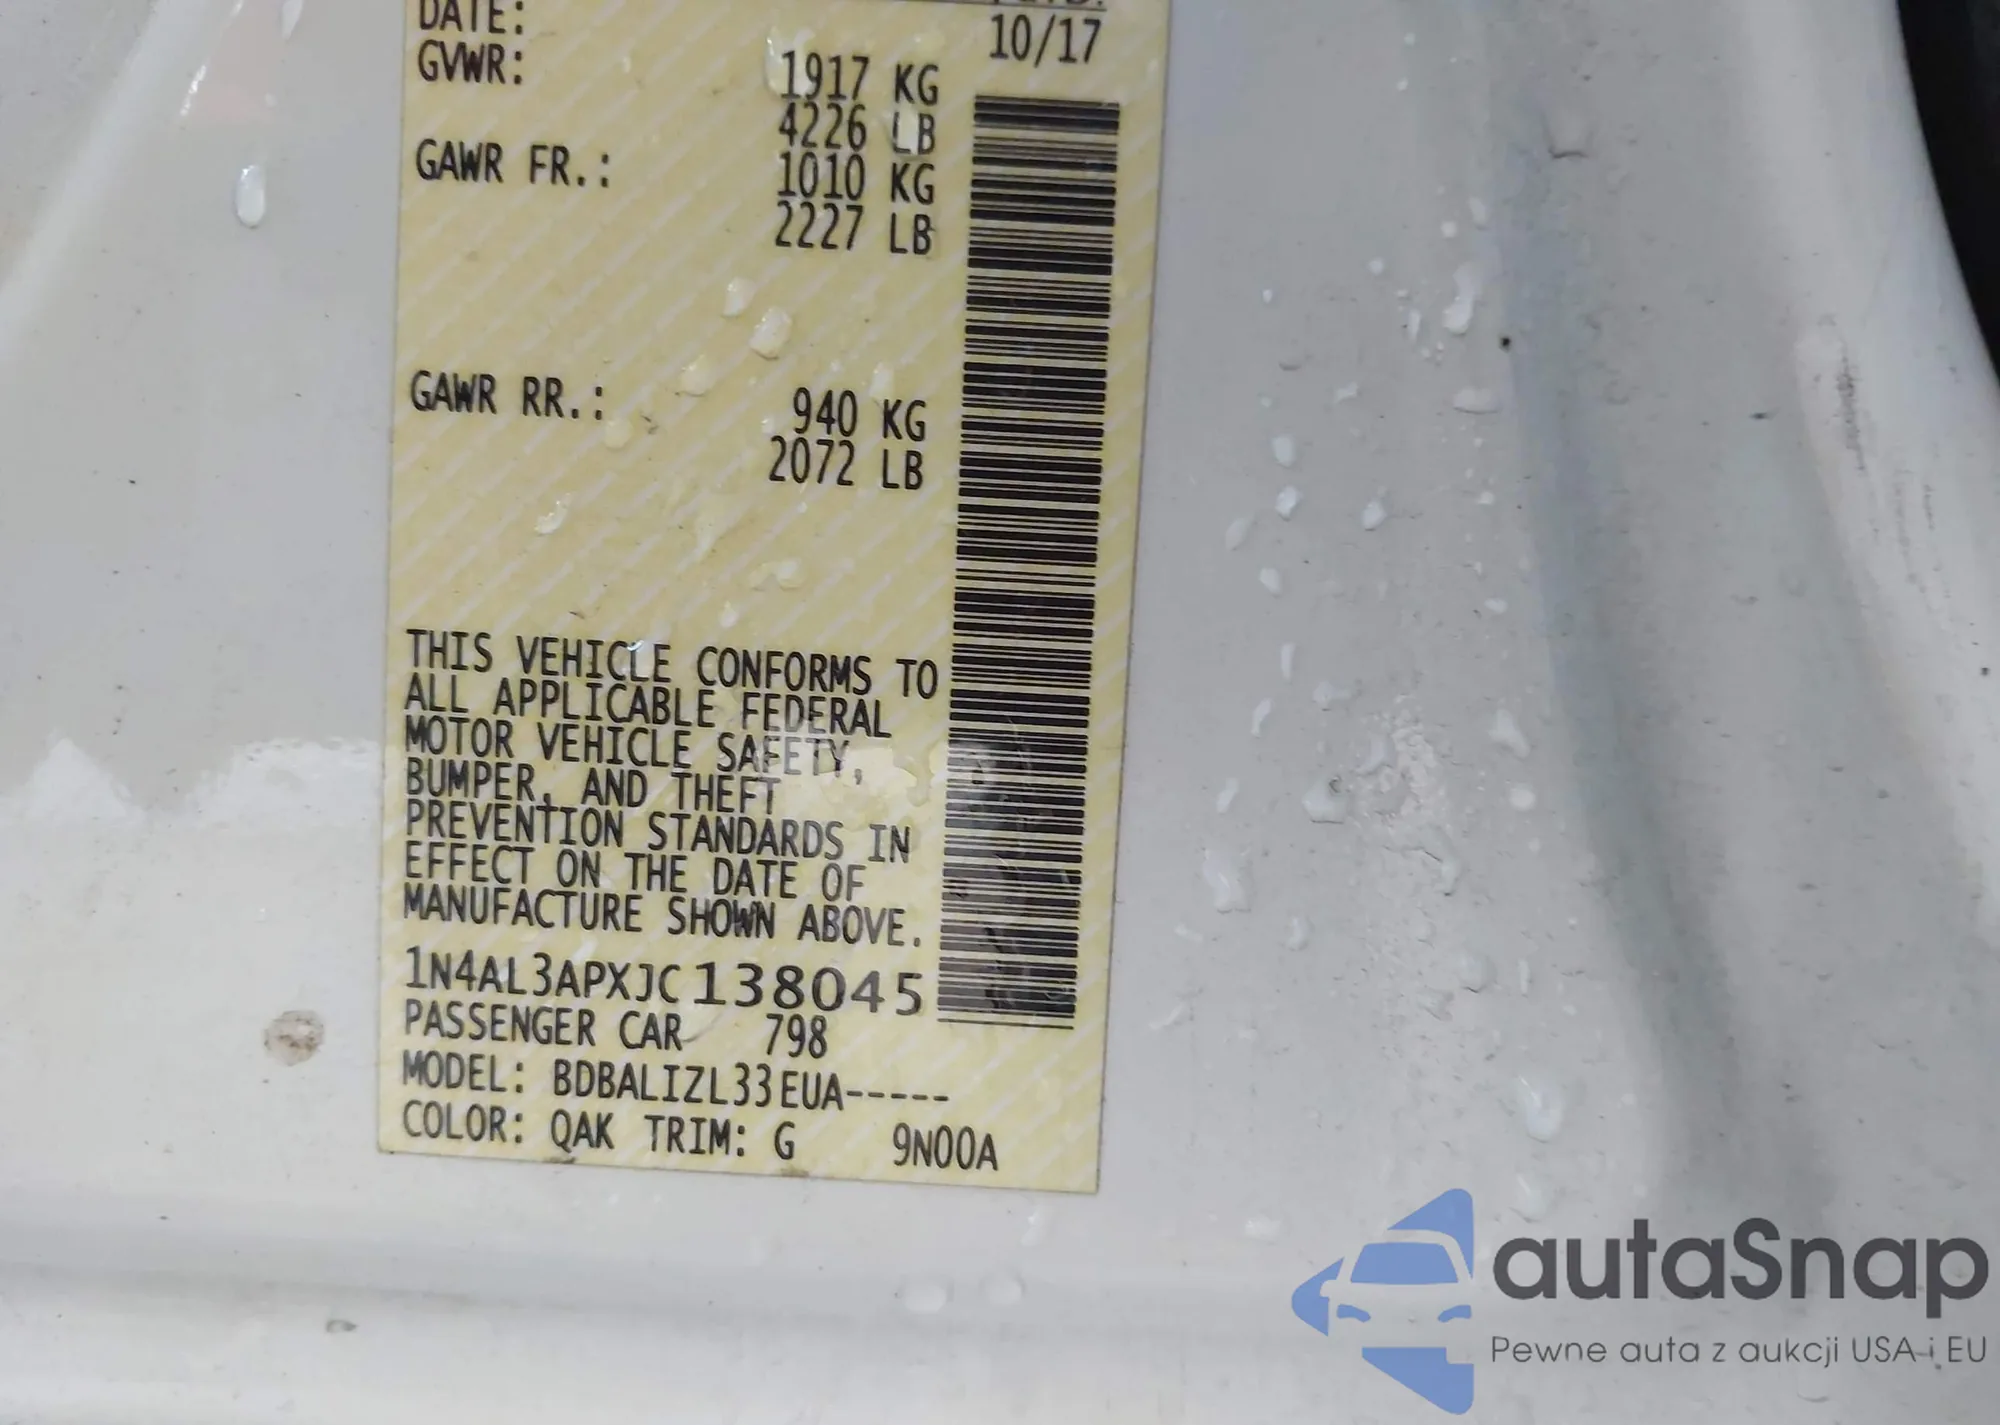 DATE: 10/17
GVWR: 1917 KG
4226 LB
GAWR FR.: 1010 KG
2227 LB
GAWR RR.: 940 KG
2072 LB
THIS VEHICLE CONFORMS TO
ALL APPLICABLE FEDERAL
MOTOR VEHICLE SAFETY,
BUMPER, AND THEFT
PREVENTION STANDARDS IN
EFFECT ON THE DATE OF
MANUFACTURE SHOWN ABOVE.
1N4AL3APXJC138045
PASSENGER CAR 798
MODEL: BDBALIZL33EUA-----
COLOR: QAK TRIM: G 9N00A
autaSnap
Pewne auta z aukcji USA i EU